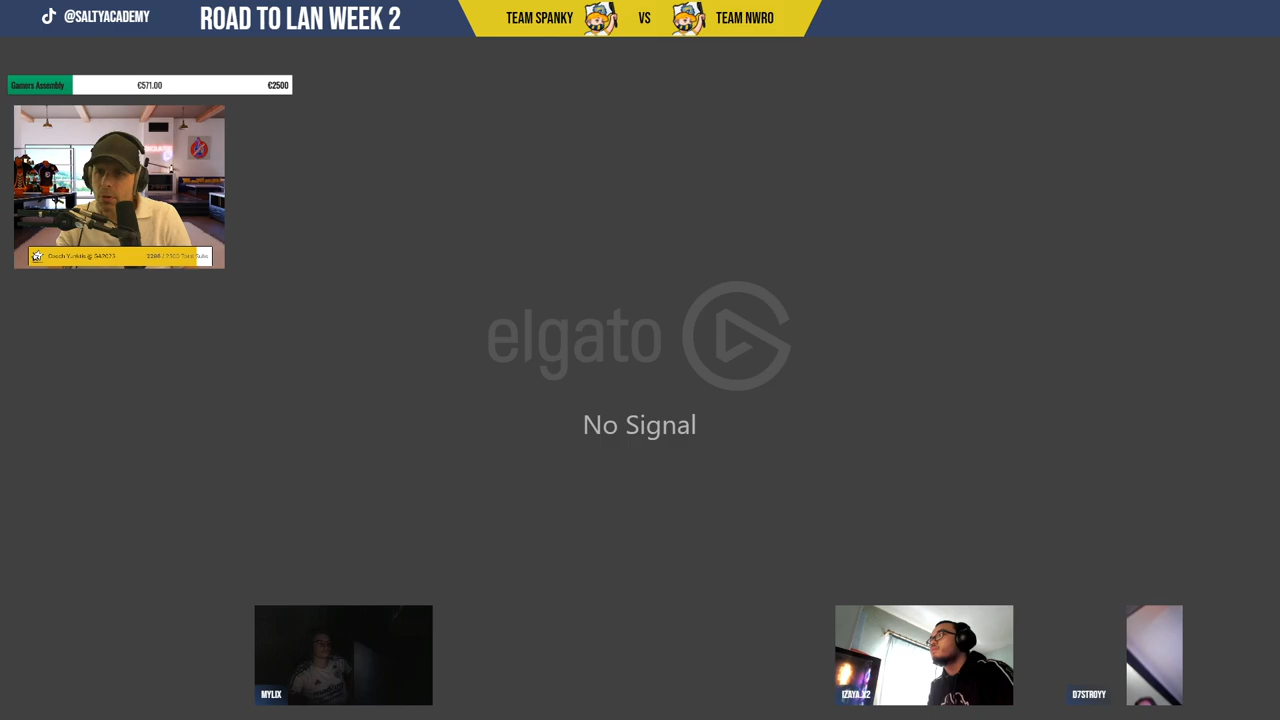 @SALTYACADEMY
ROAD TO LAN WEEK 2
TEAM SPANKY
VS
TEAM NWRO
Gamers Assembly
€571.00
€2500
elgato
No Signal
MYLIX
D7STROYY